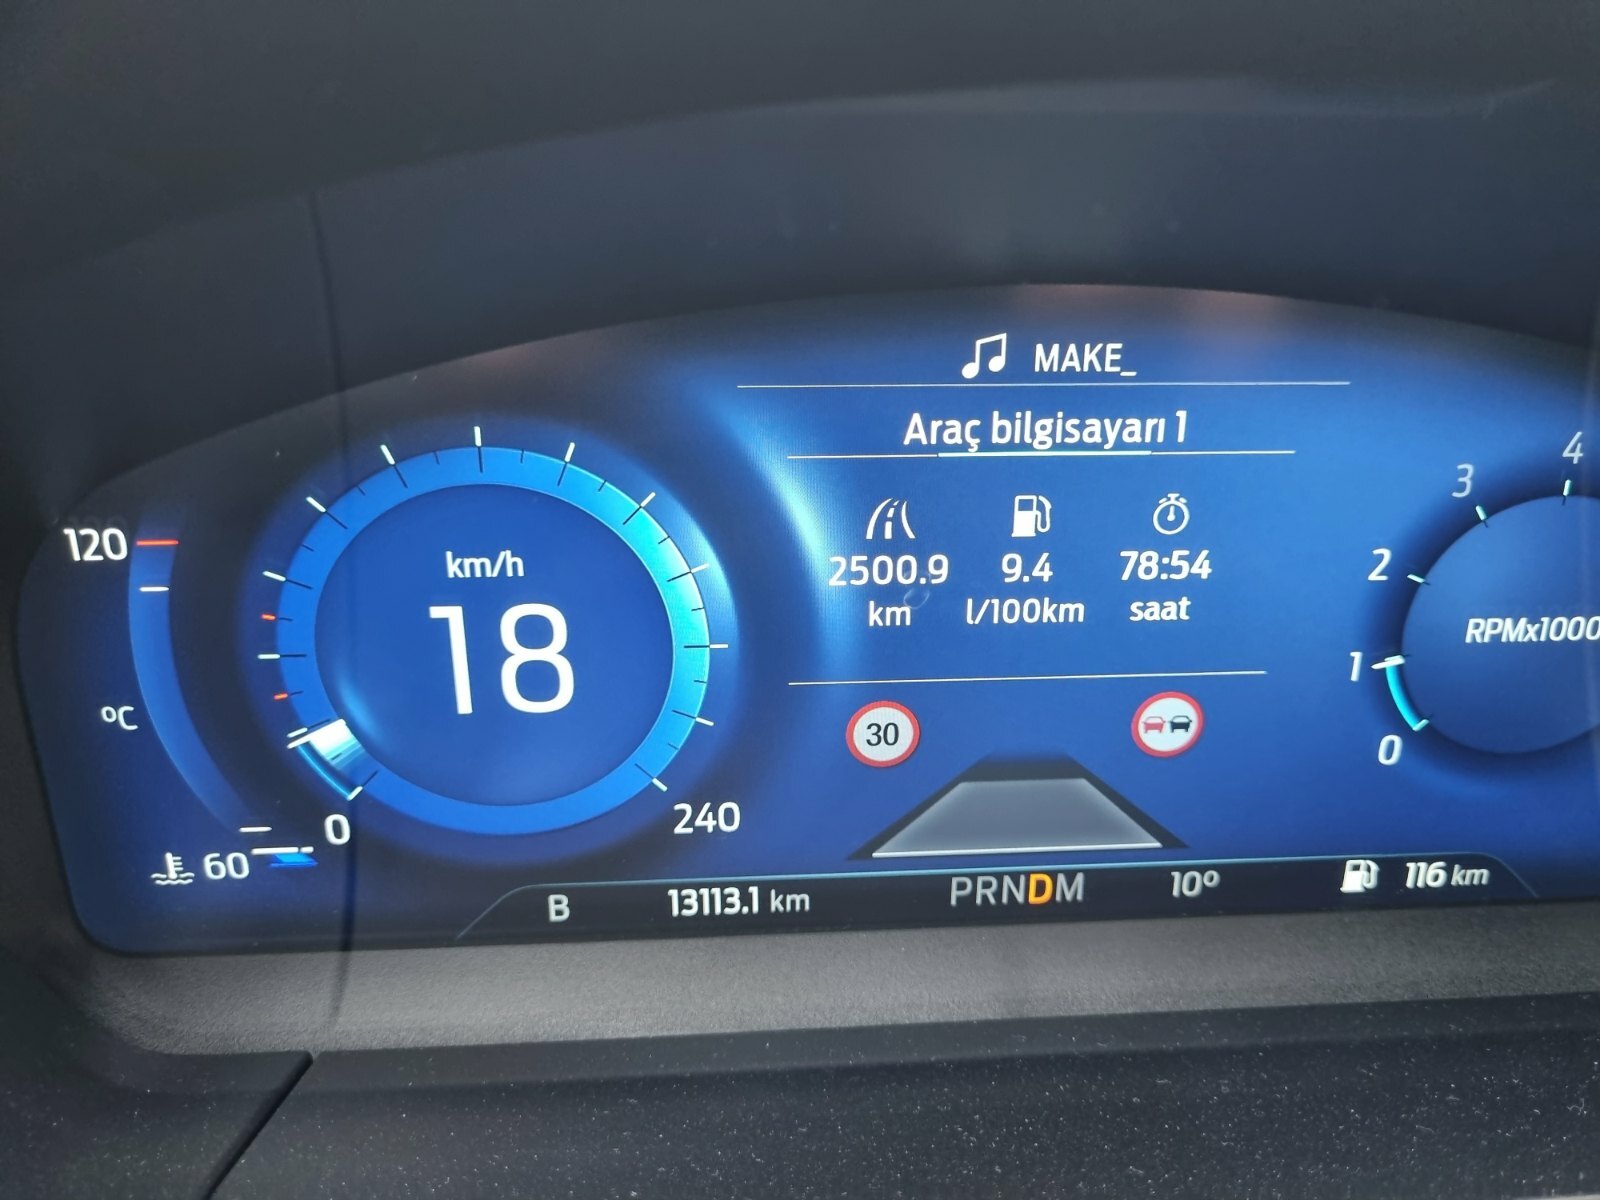 MAKE_
Araç bilgisayarı 1
2500.9 9.4 78:54
km l/100km saat
120
°C
60
km/h
18
0
240
30
4
3
2
1
0
RPMx1000
B 13113.1 km PRNDM 10° 116 km